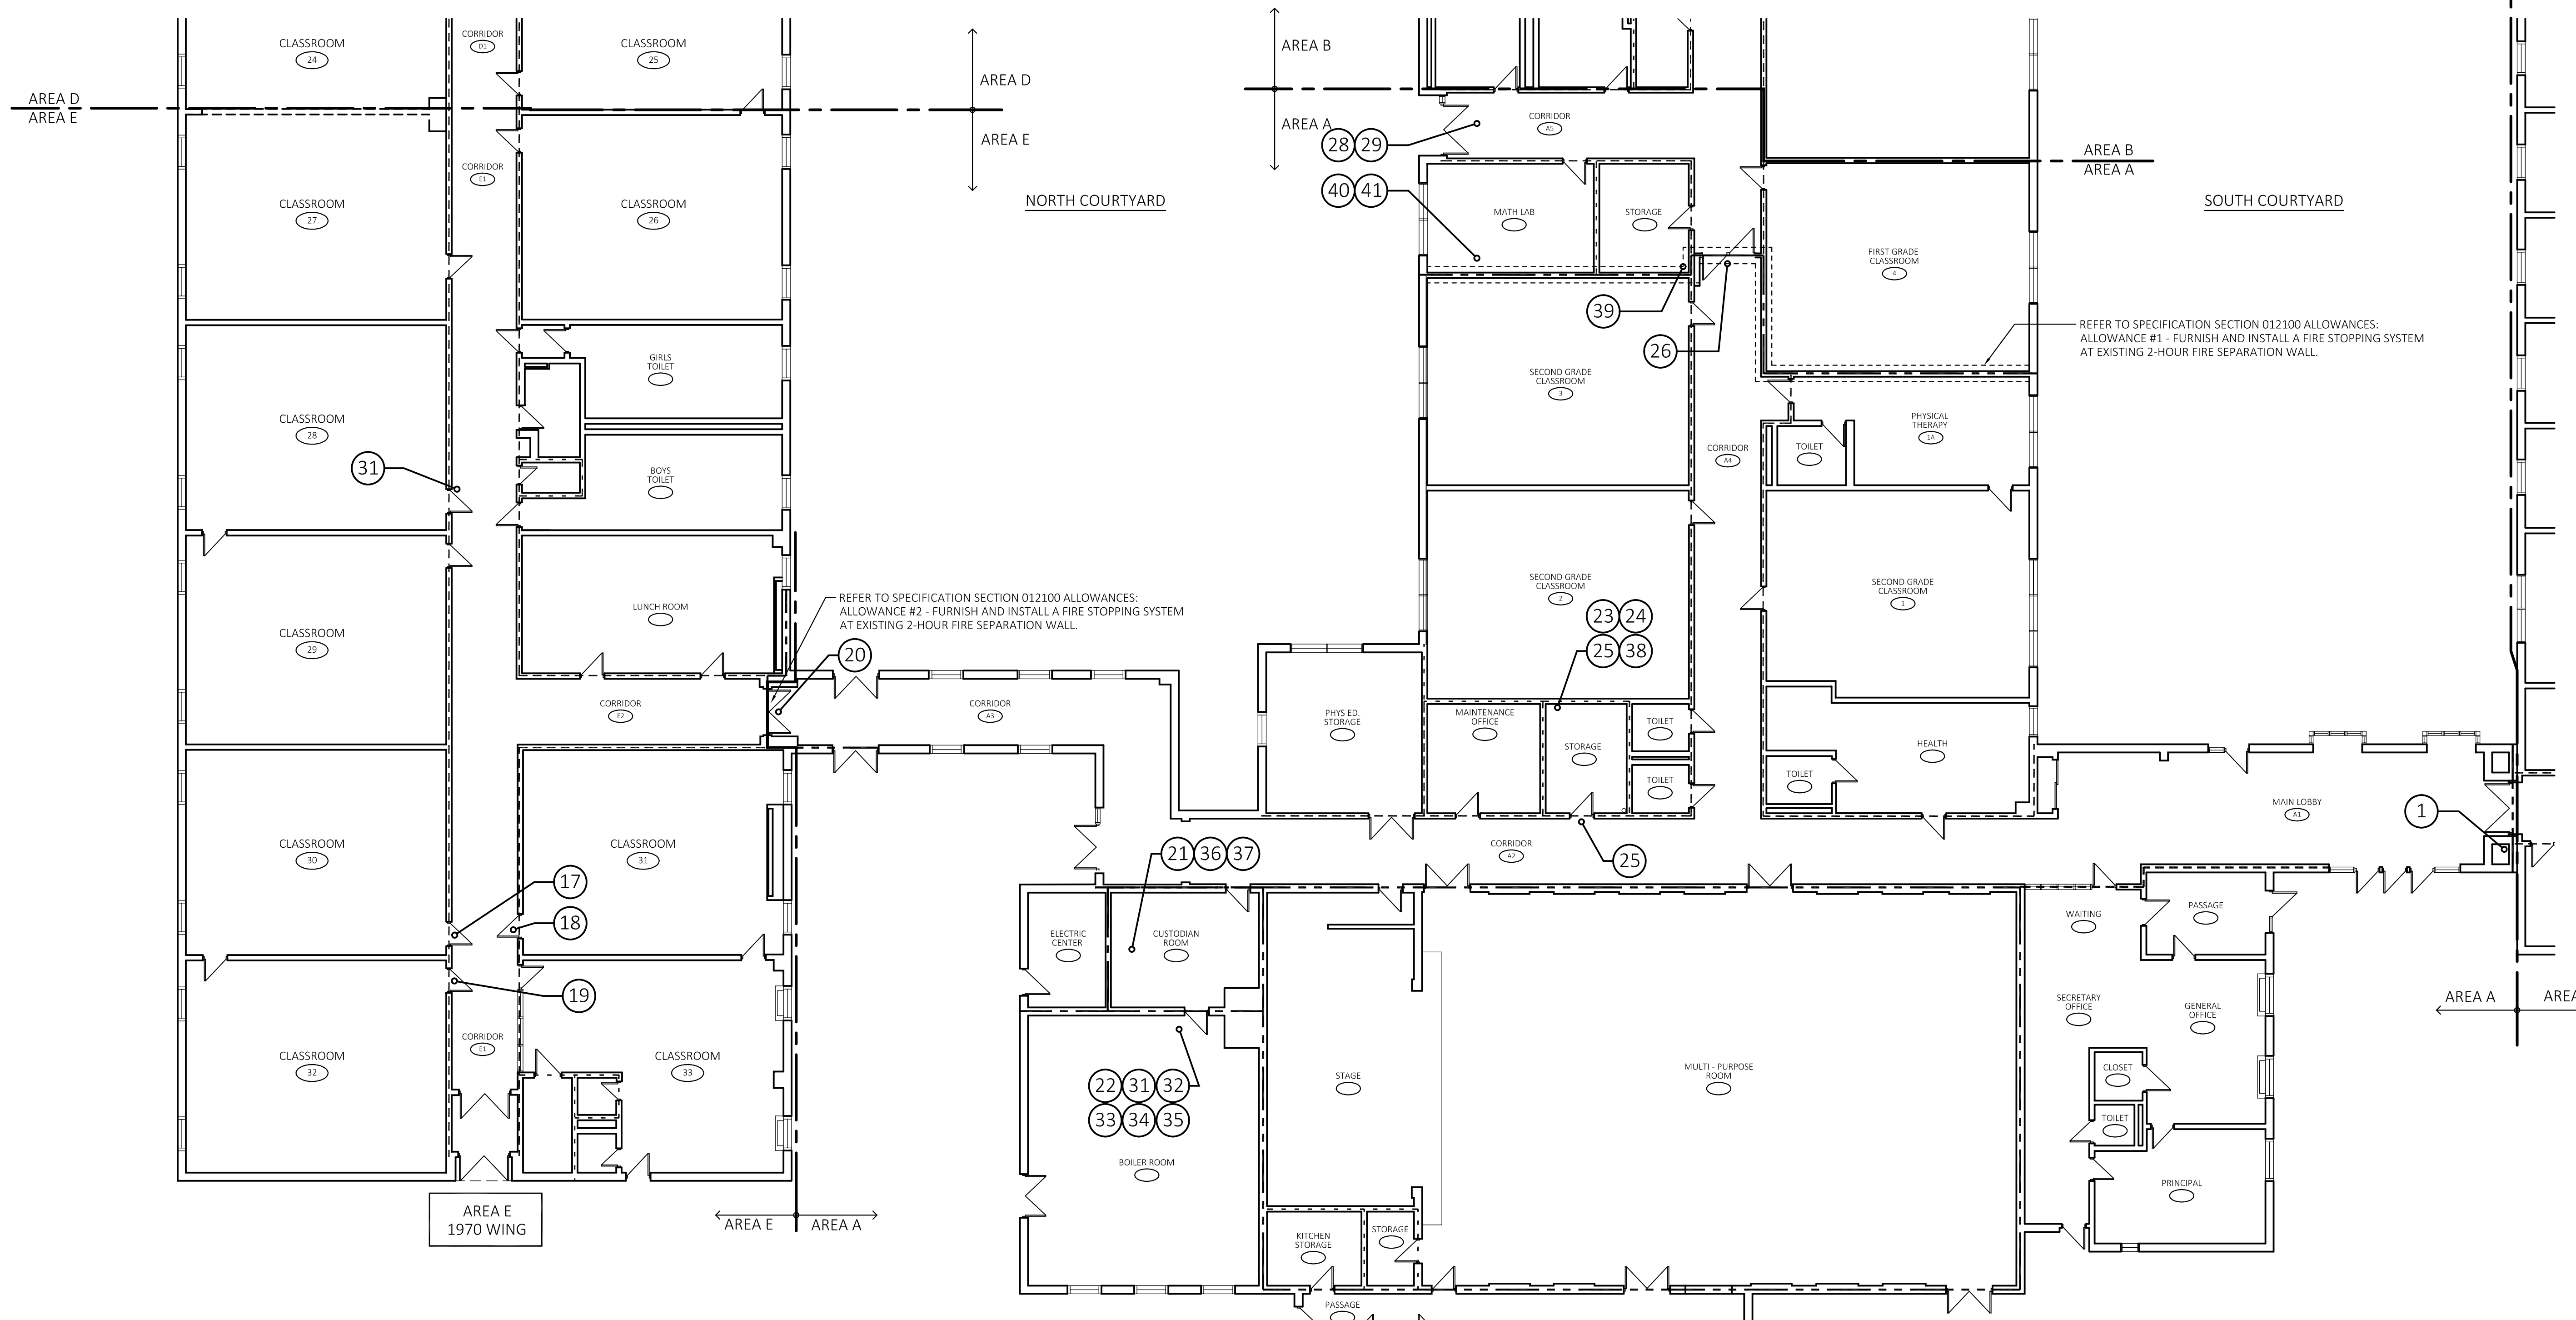 CLASSROOM
24
CORRIDOR
D1
CLASSROOM
25
AREA D
AREA E
AREA D
AREA E
CLASSROOM
27
CORRIDOR
E1
CLASSROOM
26
NORTH COURTYARD
CLASSROOM
28
31
GIRLS
TOILET
BOYS
TOILET
CLASSROOM
29
LUNCH ROOM
REFER TO SPECIFICATION SECTION 012100 ALLOWANCES:
ALLOWANCE #2 - FURNISH AND INSTALL A FIRE STOPPING SYSTEM
AT EXISTING 2-HOUR FIRE SEPARATION WALL.
20
CORRIDOR
E2
CORRIDOR
A3
CLASSROOM
30
CLASSROOM
31
17
18
19
CLASSROOM
32
CORRIDOR
E1
CLASSROOM
33
AREA E
1970 WING
AREA E
AREA A
AREA B
AREA A
28 29
CORRIDOR
A5
40 41
MATH LAB
STORAGE
39
26
AREA B
AREA A
SOUTH COURTYARD
FIRST GRADE
CLASSROOM
4
REFER TO SPECIFICATION SECTION 012100 ALLOWANCES:
ALLOWANCE #1 - FURNISH AND INSTALL A FIRE STOPPING SYSTEM
AT EXISTING 2-HOUR FIRE SEPARATION WALL.
SECOND GRADE
CLASSROOM
3
CORRIDOR
A4
TOILET
PHYSICAL
THERAPY
1A
SECOND GRADE
CLASSROOM
2
23 24
25 38
SECOND GRADE
CLASSROOM
1
PHYS ED.
STORAGE
MAINTENANCE
OFFICE
STORAGE
TOILET
TOILET
TOILET
HEALTH
MAIN LOBBY
A1
1
21 36 37
CORRIDOR
A2
25
ELECTRIC
CENTER
CUSTODIAN
ROOM
22 31 32
33 34 35
BOILER ROOM
STAGE
MULTI - PURPOSE
ROOM
KITCHEN
STORAGE
STORAGE
PASSAGE
WAITING
PASSAGE
SECRETARY
OFFICE
GENERAL
OFFICE
CLOSET
TOILET
PRINCIPAL
AREA A
AREA